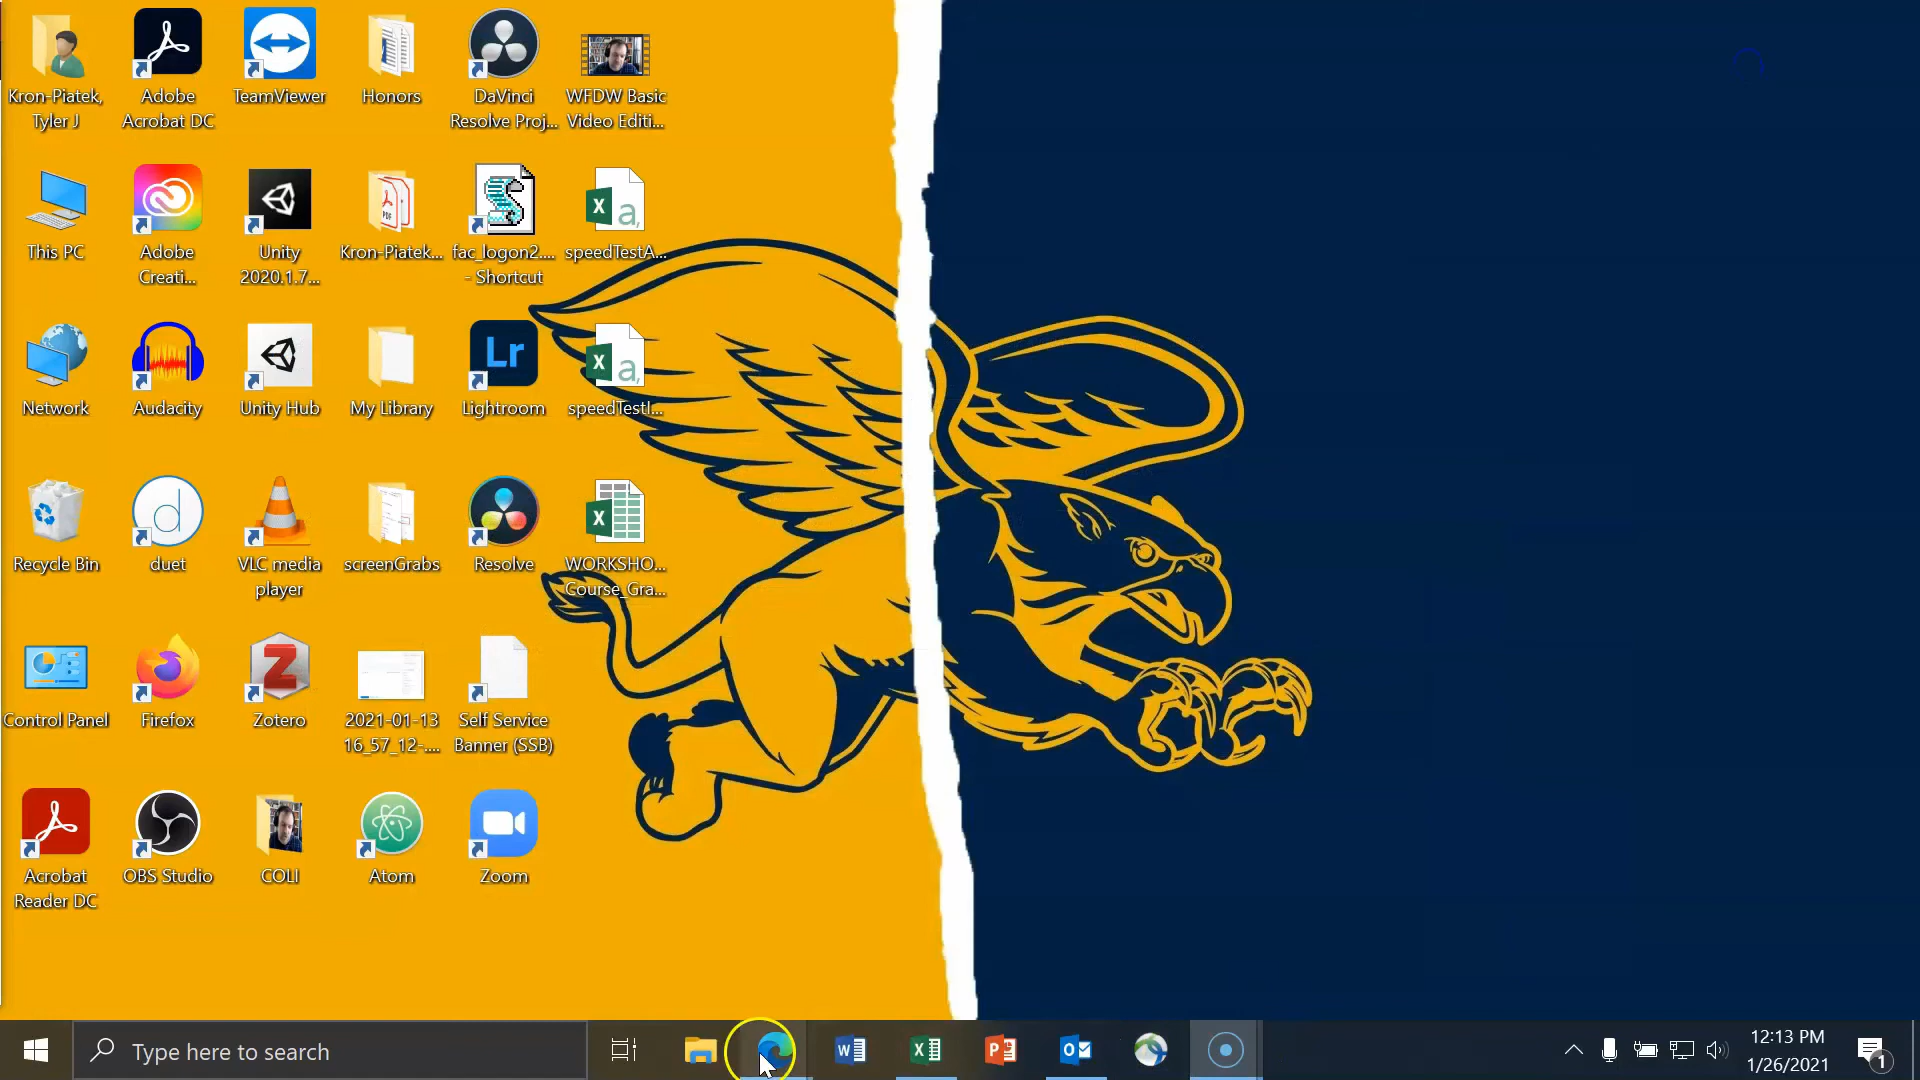 Kron-Piatek,
Tyler J
Adobe
Acrobat DC
TeamViewer
Honors
DaVinci
Resolve Proj...
WFDW Basic
Video Editi...
This PC
Adobe
Creati...
Unity
2020.1.7...
PDF
Kron-Piatek...
fac_logon2....
- Shortcut
speedTestA...
Network
Audacity
Unity Hub
My Library
Lr
Lightroom
speedTestI...
Recycle Bin
duet
VLC media
player
screenGrabs
Resolve
WORKSHO...
Course_Gra...
Control Panel
Firefox
Zotero
2021-01-13
16_57_12-....
Self Service
Banner (SSB)
Acrobat
Reader DC
OBS Studio
COLI
Atom
Zoom
Type here to search
12:13 PM
1/26/2021
1